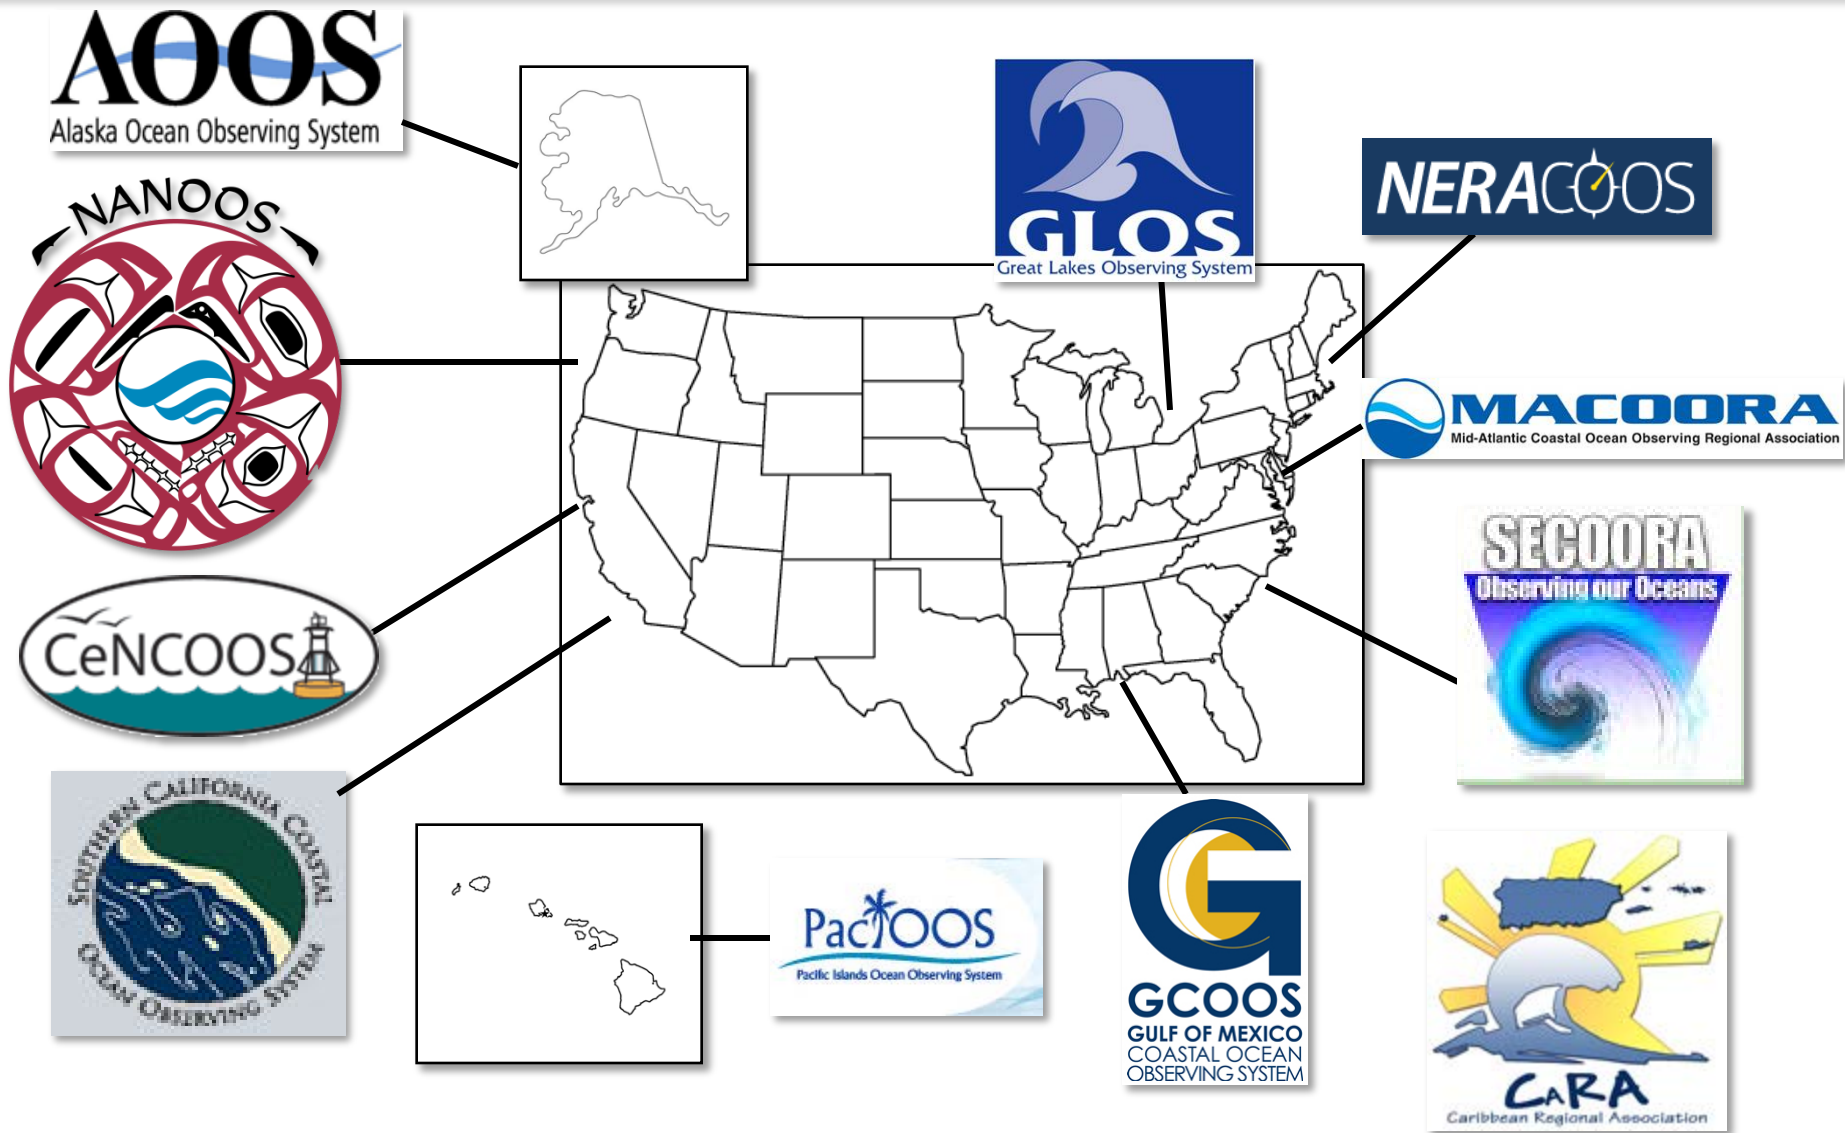 AOOS
Alaska Ocean Observing System
NANOOS
GLOS
Great Lakes Observing System
NERACOOS
MACOORA
Mid-Atlantic Coastal Ocean Observing Regional Association
CeNCOOS
SECOORA
Observing our Oceans
SOUTHERN CALIFORNIA COASTAL
OCEAN OBSERVING SYSTEM
PacIOOS
Pacific Islands Ocean Observing System
GCOOS
GULF OF MEXICO
COASTAL OCEAN
OBSERVING SYSTEM
CaRA
Caribbean Regional Association